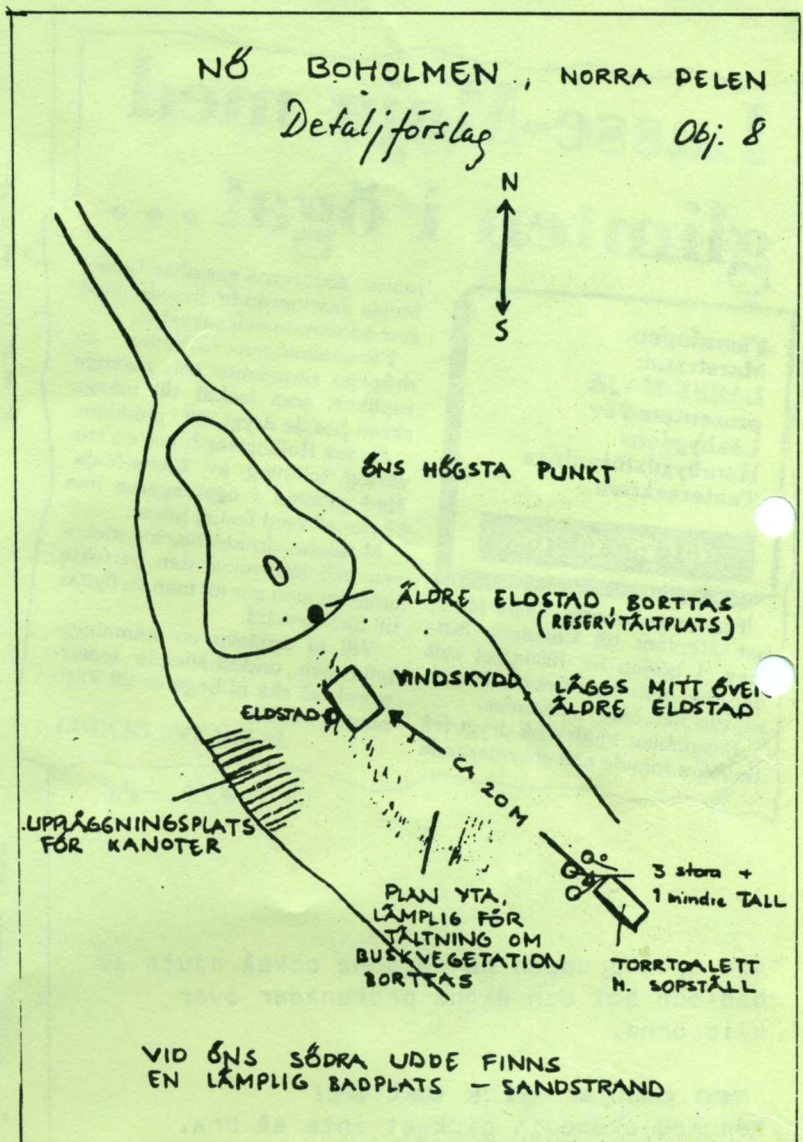 NÖ BOHOLMEN, NORRA DELEN
Detaljförslag Obj. 8
N
S
ÖNS HÖGSTA PUNKT
ÄLDRE ELDSTAD, BORTTAS
(RESERVTÄLTPLATS)
VINDSKYDD, LÄGGS MITT ÖVER
ÄLDRE ELDSTAD
ELDSTAD
CA 20 M
UPPLÄGGNINGSPLATS
FÖR KANOTER
3 stora +
1 mindre TALL
PLAN YTA,
LÄMPLIG FÖR
TÄLTNING OM
BUSKVEGETATION
BORTTAS
TORRTOALETT
M. SOPSTÄLL
VID ÖNS SÖDRA UDDE FINNS
EN LÄMPLIG BADPLATS – SANDSTRAND